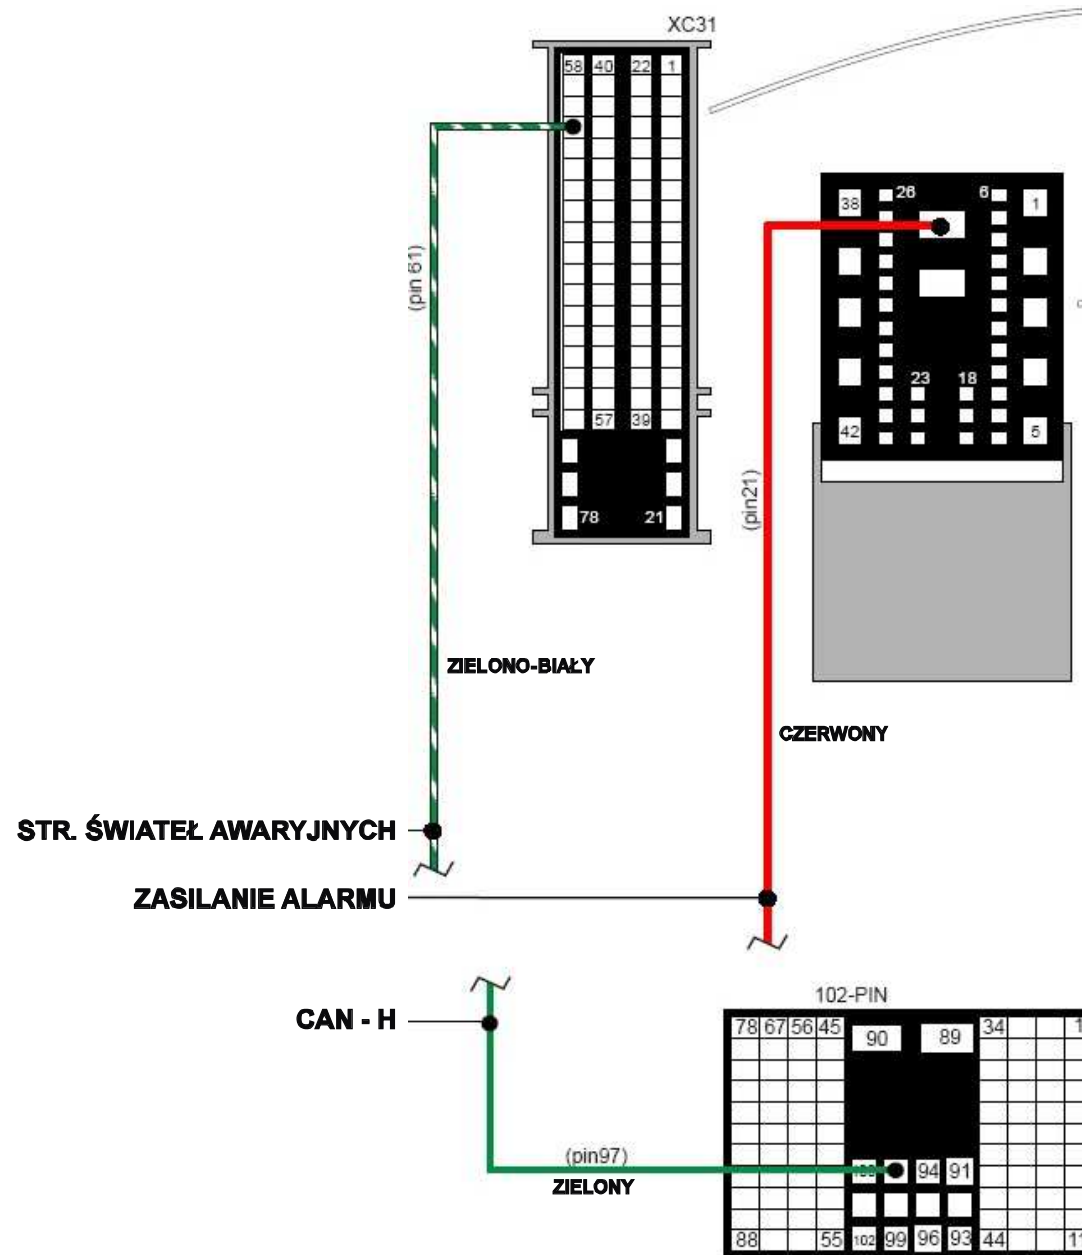 XC31
58 40 22 1
(pin 61)
57 39
78 21
38 26 6 1
23 18
42 5
(pin21)
ZIELONO-BIAŁY
CZERWONY
STR. ŚWIATEŁ AWARYJNYCH
ZASILANIE ALARMU
CAN - H
102-PIN
78 67 56 45 90 89 34 1
(pin97)
ZIELONY
94 91
88 55 102 99 96 93 44 11